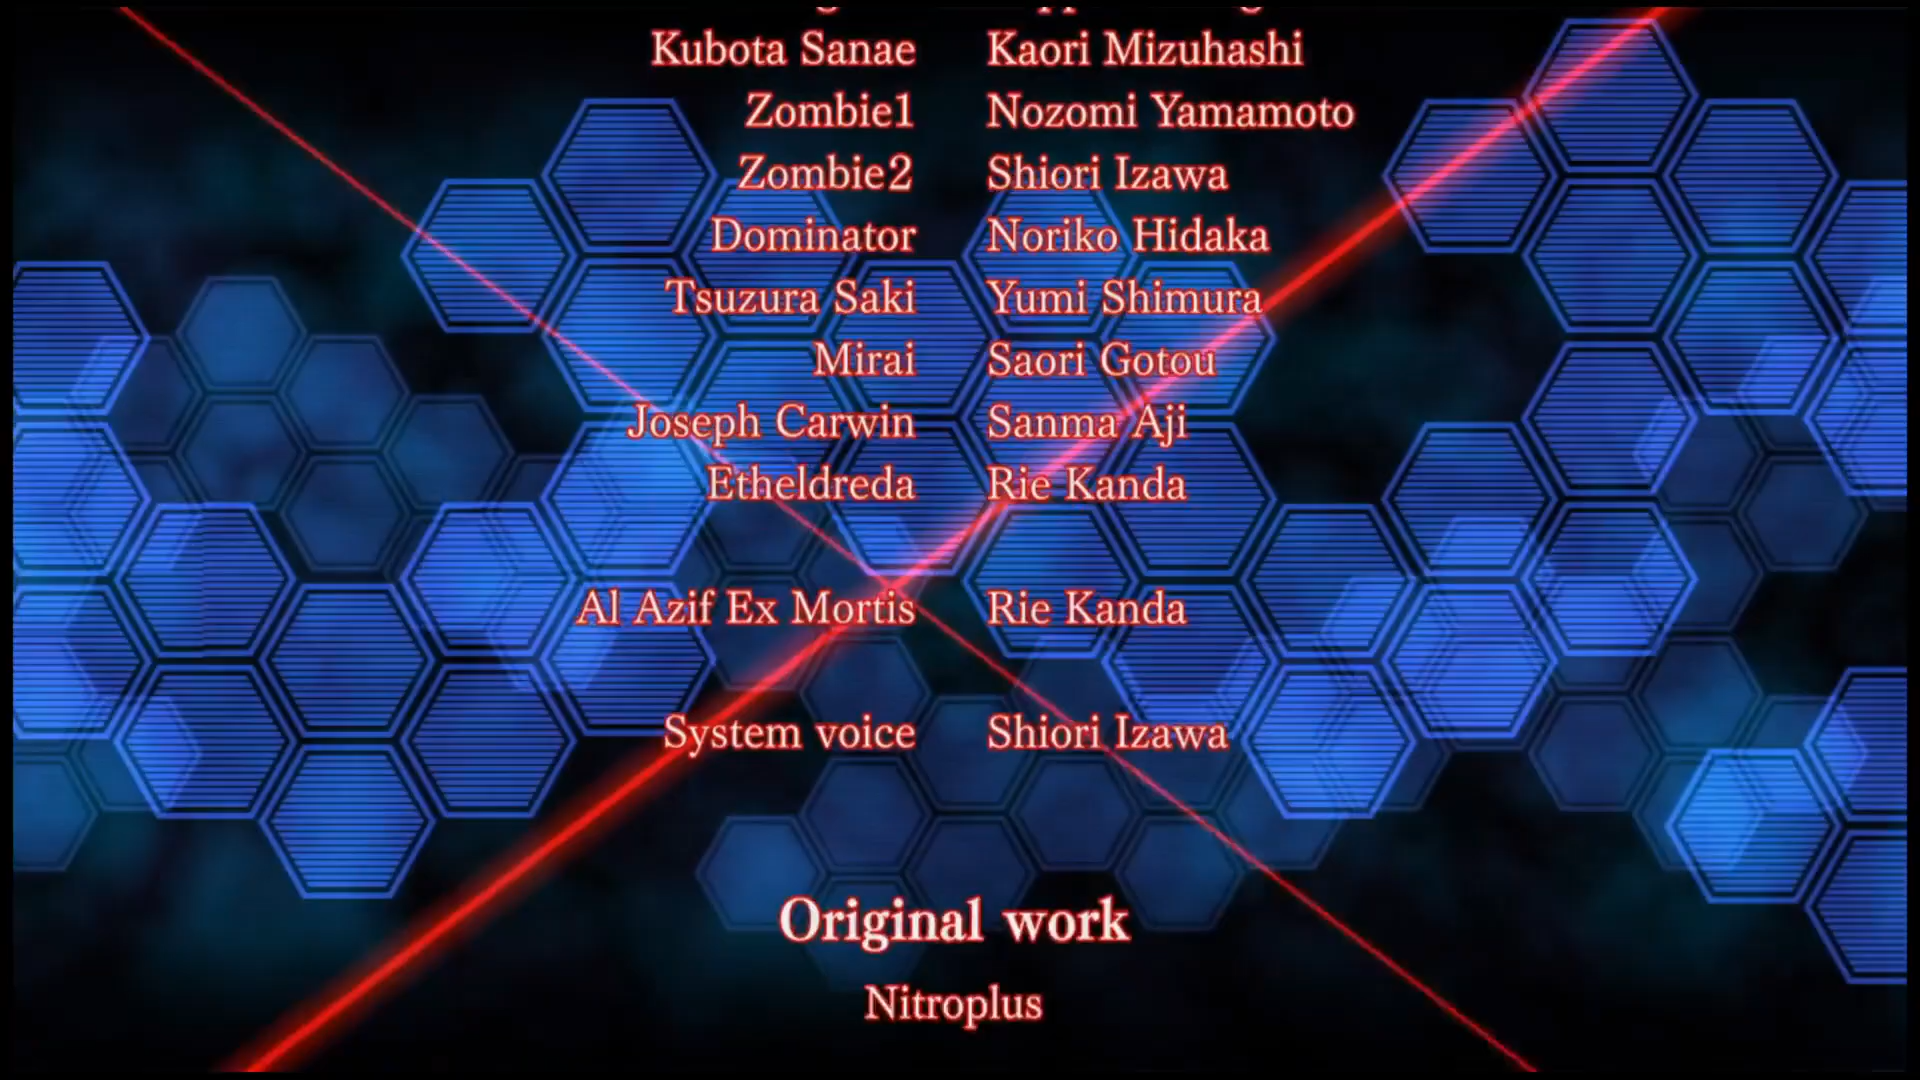 Kubota Sanae Kaori Mizuhashi
Zombie1 Nozomi Yamamoto
Zombie2 Shiori Izawa
Dominator Noriko Hidaka
Tsuzura Saki Yumi Shimura
Mirai Saori Gotou
Joseph Carwin Sanma Aji
Etheldreda Rie Kanda
Al Azif Ex Mortis Rie Kanda
System voice Shiori Izawa
Original work
Nitroplus